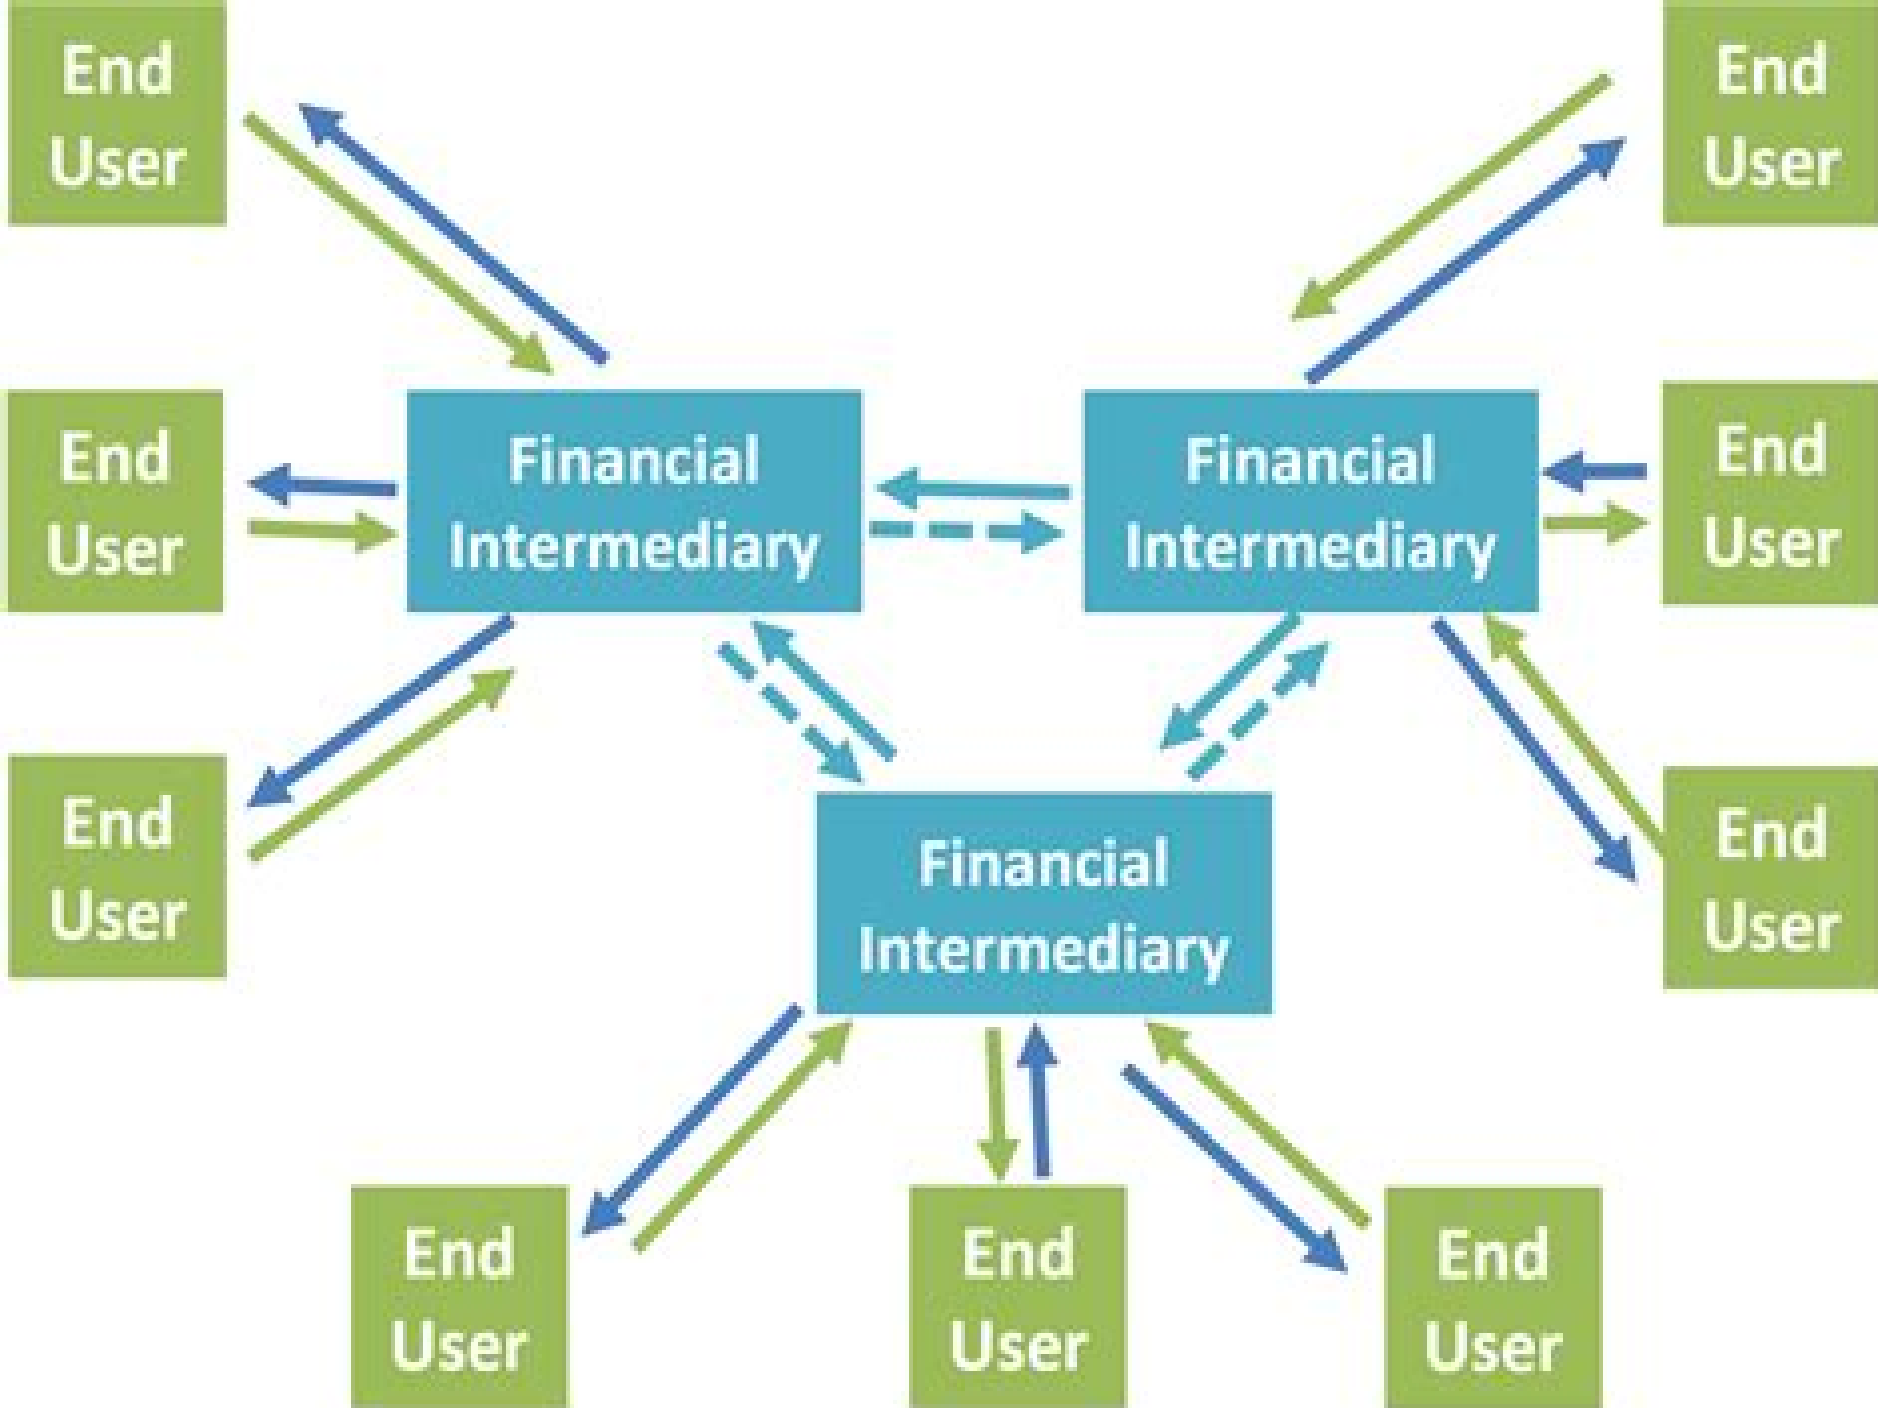 End
User
End
User
Financial
Intermediary
Financial
Intermediary
End
User
End
User
End
User
Financial
Intermediary
End
User
End
User
End
User
End
User